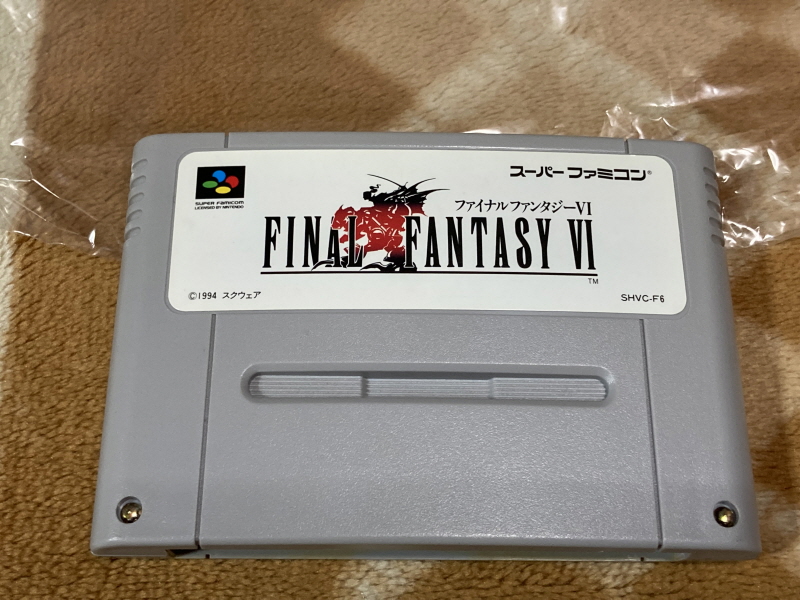 SUPER FAMICOM
LICENSED BY NINTENDO
スーパーファミコン®
ファイナルファンタジーVI
FINAL FANTASY VI
TM
©1994 スクウェア
SHVC-F6